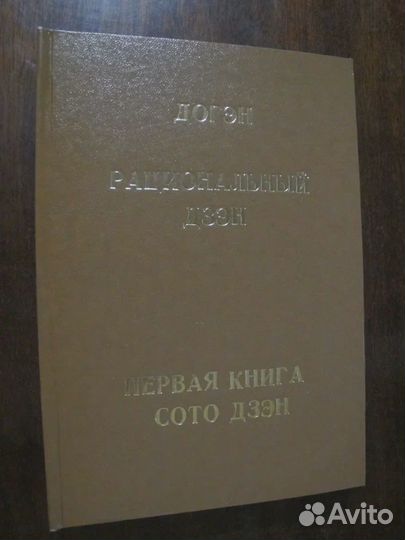 ДОГЭН
РАЦИОНАЛЬНЫЙ
ДЗЭН
ПЕРВАЯ КНИГА
СОТО ДЗЭН
Avito